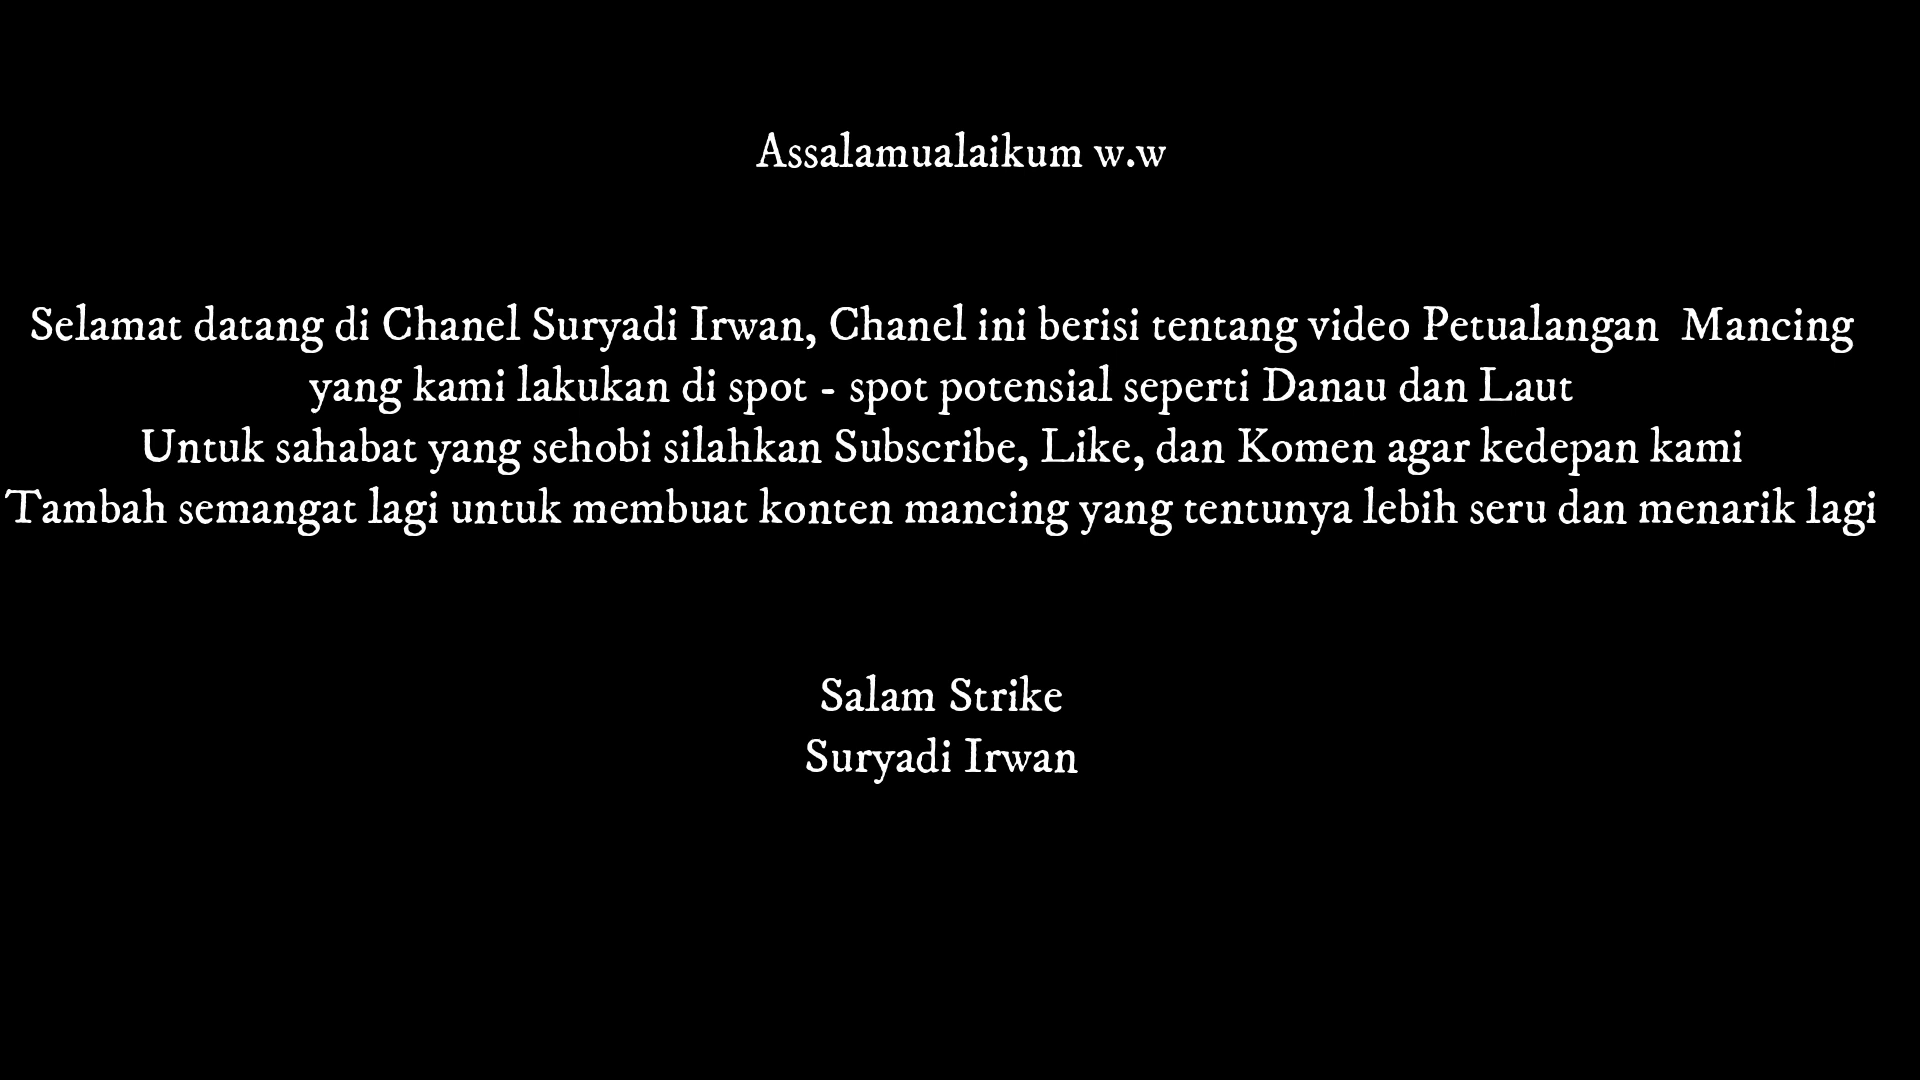 Assalamualaikum w.w
Selamat datang di Chanel Suryadi Irwan, Chanel ini berisi tentang video Petualangan  Mancing
yang kami lakukan di spot - spot potensial seperti Danau dan Laut
Untuk sahabat yang sehobi silahkan Subscribe, Like, dan Komen agar kedepan kami
Tambah semangat lagi untuk membuat konten mancing yang tentunya lebih seru dan menarik lagi
Salam Strike
Suryadi Irwan